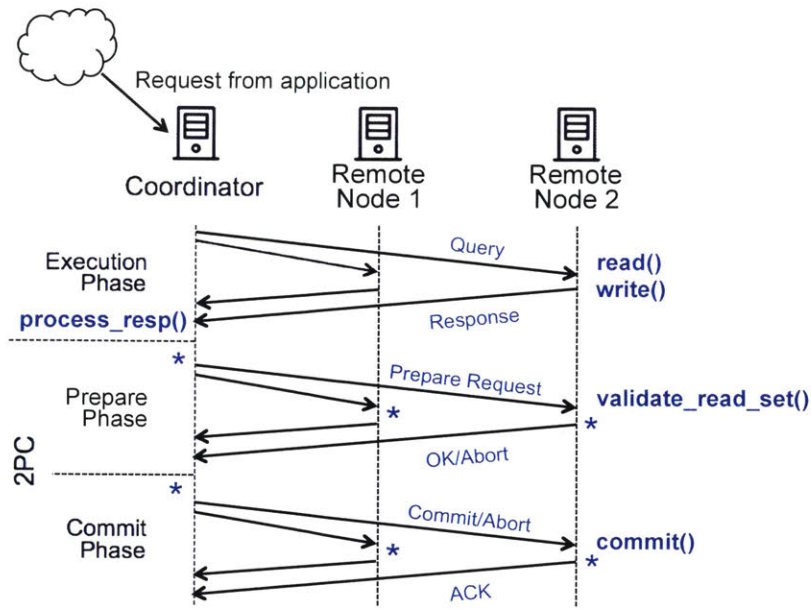 Request from application
Coordinator
Remote
Node 1
Remote
Node 2
Execution
Phase
Query
read()
write()
process_resp()
Response
*
Prepare
Phase
Prepare Request
*
validate_read_set()
*
OK/Abort
2PC
*
Commit
Phase
Commit/Abort
*
commit()
*
ACK